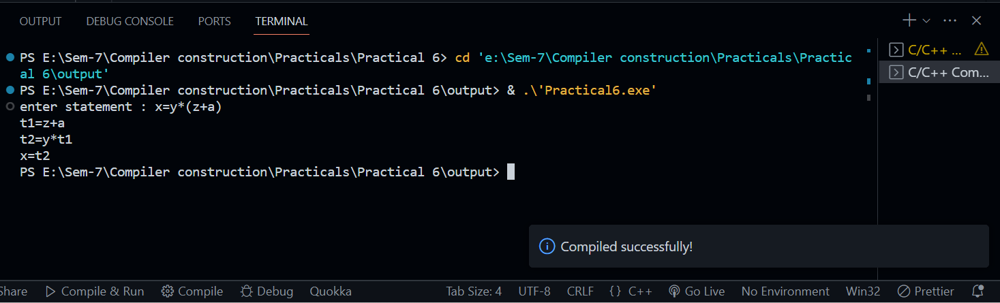 OUTPUT DEBUG CONSOLE PORTS TERMINAL
PS E:\Sem-7\Compiler construction\Practicals\Practical 6> cd 'e:\Sem-7\Compiler construction\Practicals\Practic
al 6\output'
PS E:\Sem-7\Compiler construction\Practicals\Practical 6\output> & .\'Practical6.exe'
enter statement : x=y*(z+a)
t1=z+a
t2=y*t1
x=t2
PS E:\Sem-7\Compiler construction\Practicals\Practical 6\output>
C/C++ ...
C/C++ Com...
Compiled successfully!
Share Compile & Run Compile Debug Quokka Tab Size: 4 UTF-8 CRLF {} C++ Go Live No Environment Win32 Prettier